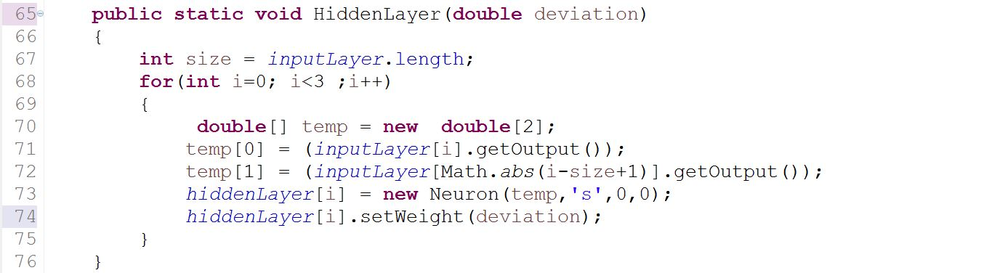 65 public static void HiddenLayer(double deviation)
66 {
67 int size = inputLayer.length;
68 for(int i=0; i<3 ;i++)
69 {
70 double[] temp = new  double[2];
71 temp[0] = (inputLayer[i].getOutput());
72 temp[1] = (inputLayer[Math.abs(i-size+1)].getOutput());
73 hiddenLayer[i] = new Neuron(temp,'s',0,0);
74 hiddenLayer[i].setWeight(deviation);
75 }
76 }